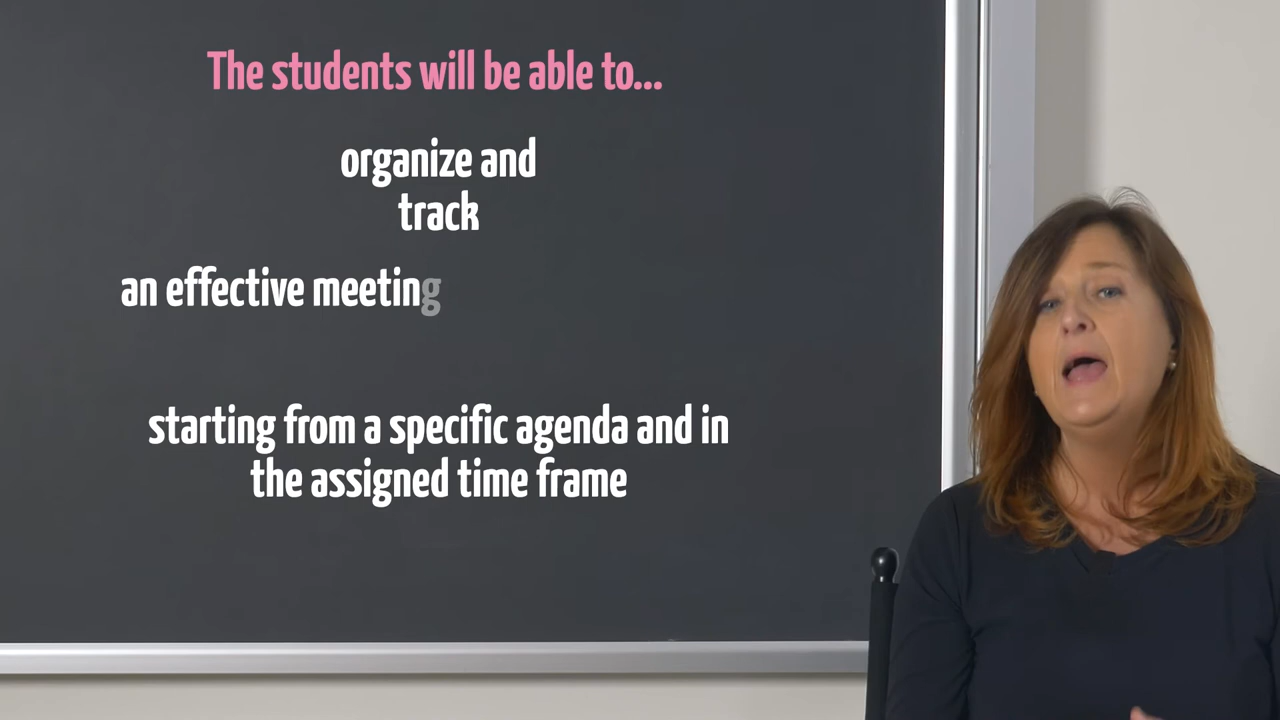 The students will be able to...
organize and
track
an effective meeting
starting from a specific agenda and in
the assigned time frame